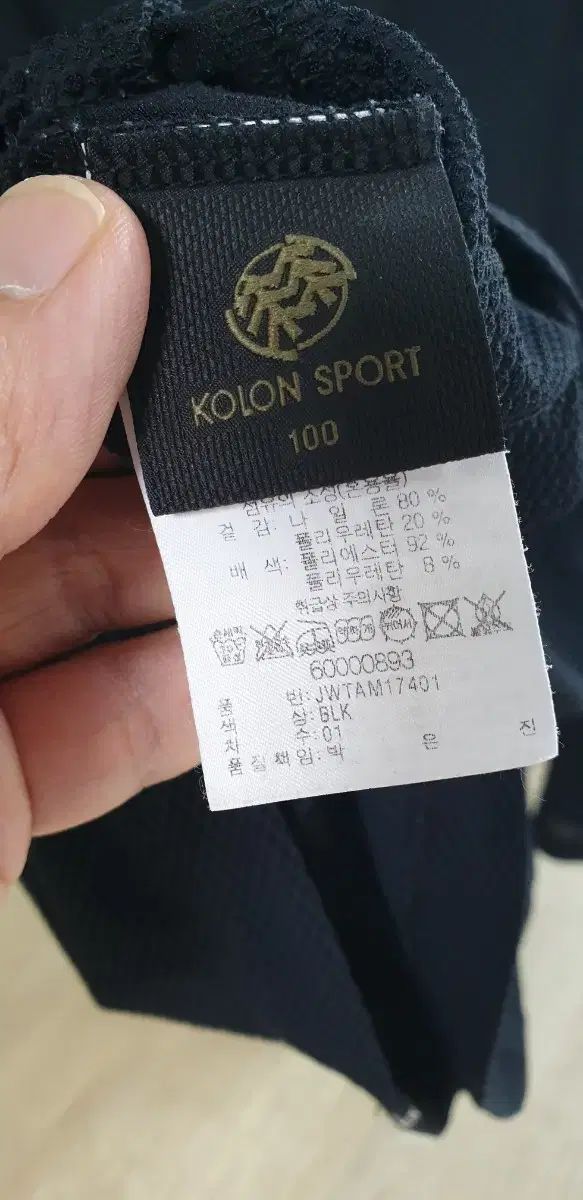 KOLON SPORT
100
섬유의 조성(혼용률)
겉 감: 나 일 론 80 %
폴리우레탄 20 %
배 색: 폴리에스터 92 %
폴리우레탄 8 %
취급상 주의사항
60000893
품 번: JWTAM17401
색 상: BLK
차 수: 01
품 질 책 임: 박 은 진